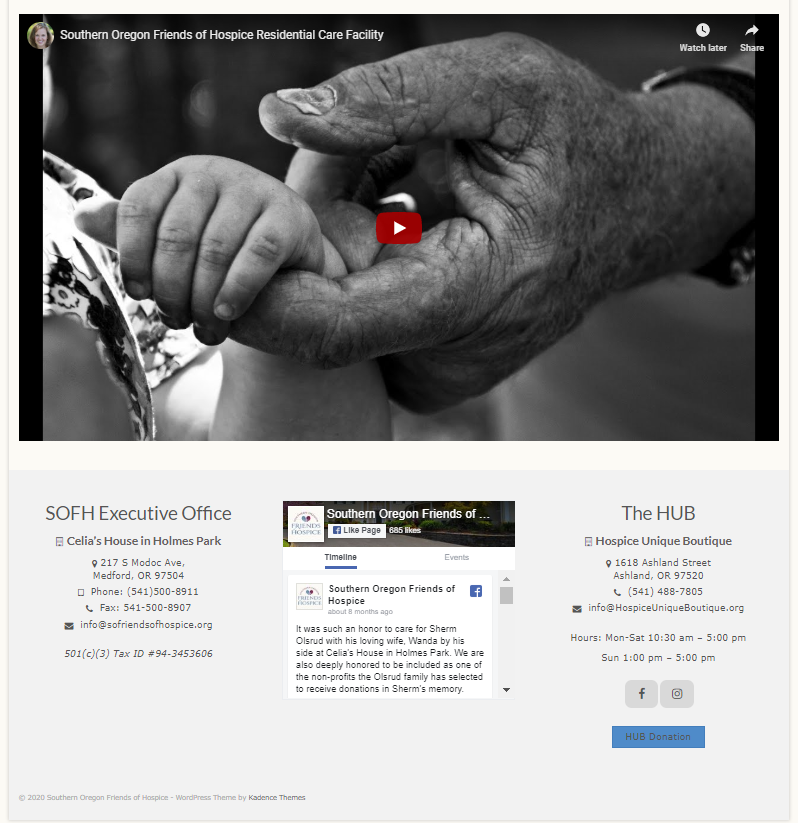 Southern Oregon Friends of Hospice Residential Care Facility
Watch later
Share
SOFH Executive Office
Celia's House in Holmes Park
217 S Modoc Ave,
Medford, OR 97504
Phone: (541)500-8911
Fax: 541-500-8907
info@sofriendsofhospice.org
501(c)(3) Tax ID #94-3453606
Southern Oregon Friends of ...
FRIENDS
HOSPICE
Like Page
685 likes
Timeline
Events
FRIENDS
HOSPICE
Southern Oregon Friends of
Hospice
about 8 months ago
It was such an honor to care for Sherm
Olsrud with his loving wife, Wanda by his
side at Celia's House in Holmes Park. We are
also deeply honored to be included as one of
the non-profits the Olsrud family has selected
to receive donations in Sherm's memory.
The HUB
Hospice Unique Boutique
1618 Ashland Street
Ashland, OR 97520
(541) 488-7805
info@HospiceUniqueBoutique.org
Hours: Mon-Sat 10:30 am – 5:00 pm
Sun 1:00 pm – 5:00 pm
HUB Donation
© 2020 Southern Oregon Friends of Hospice - WordPress Theme by Kadence Themes